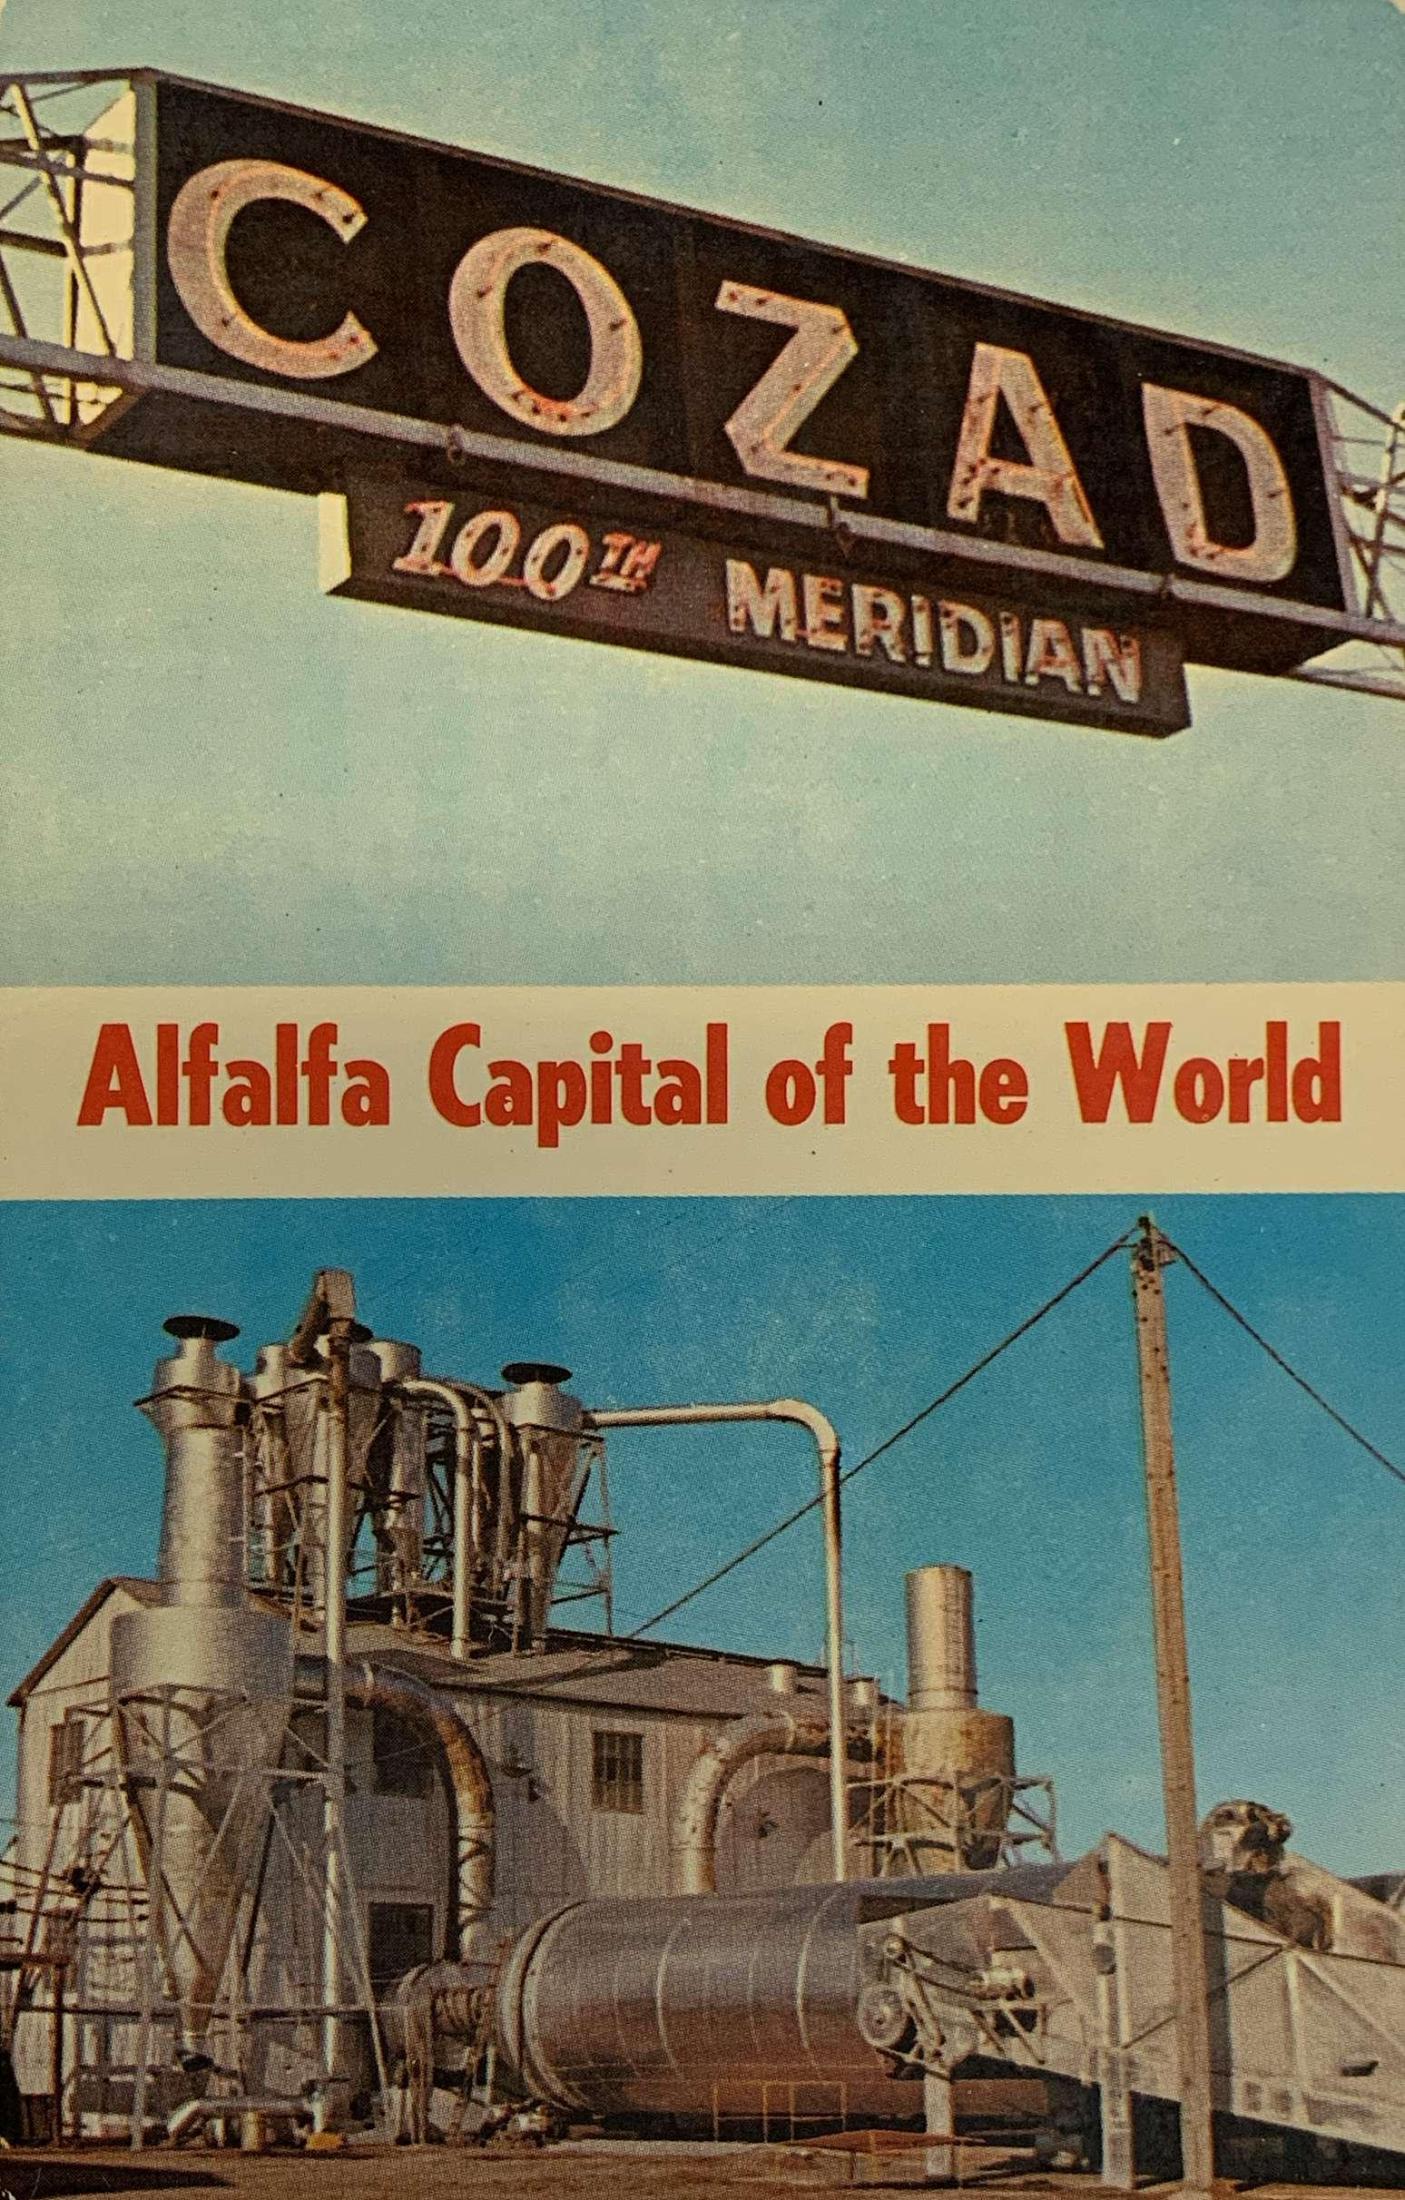 COZAD
100TH MERIDIAN
Alfalfa Capital of the World